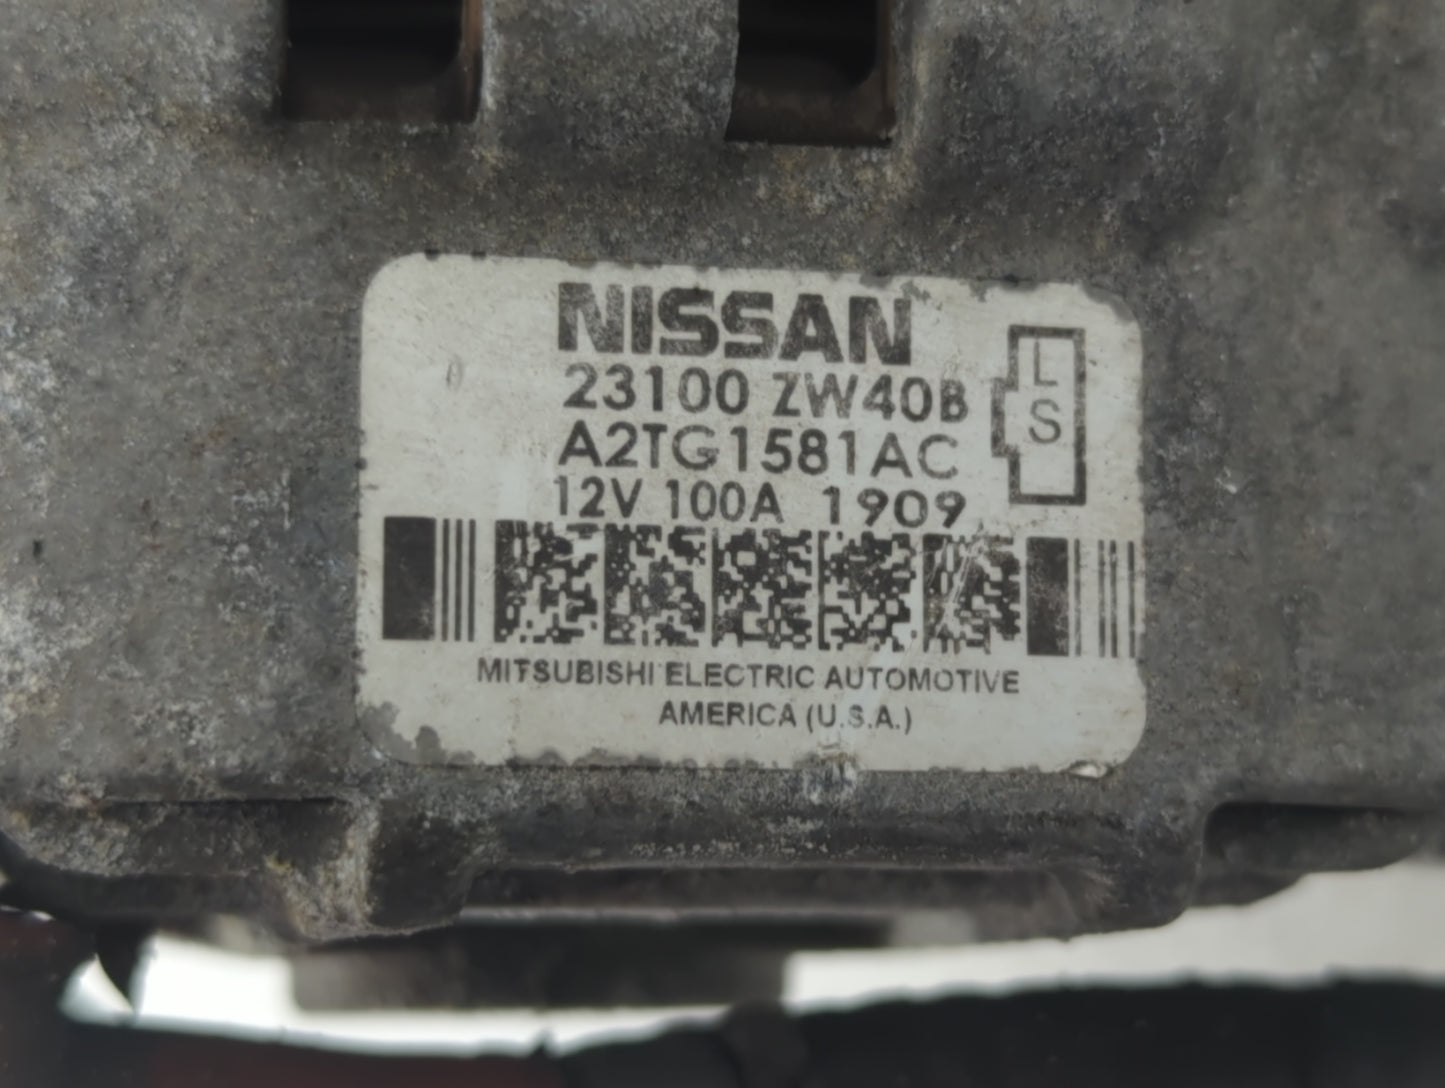 NISSAN
23100 ZW40B
A2TG1581AC
12V 100A 1909
L
S
MITSUBISHI ELECTRIC AUTOMOTIVE
AMERICA (U.S.A.)